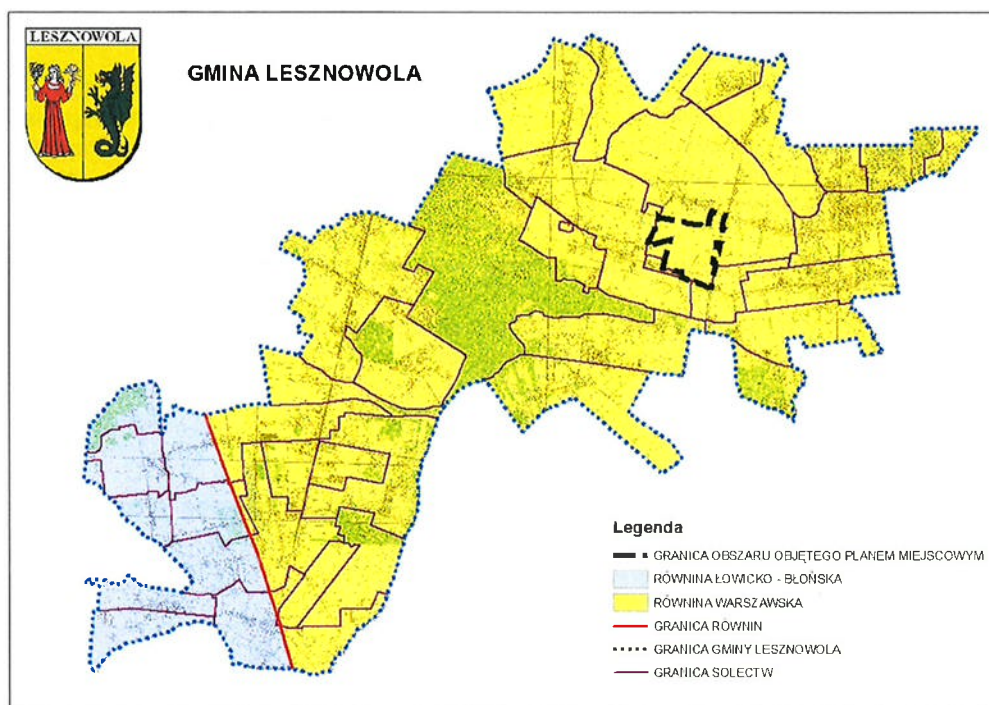 LESZNOWOLA
GMINA LESZNOWOLA
Legenda
GRANICA OBSZARU OBJĘTEGO PLANEM MIEJSCOWYM
RÓWNINA ŁOWICKO - BŁOŃSKA
RÓWNINA WARSZAWSKA
GRANICA RÓWNIN
GRANICA GMINY LESZNOWOLA
GRANICA SOŁECTW